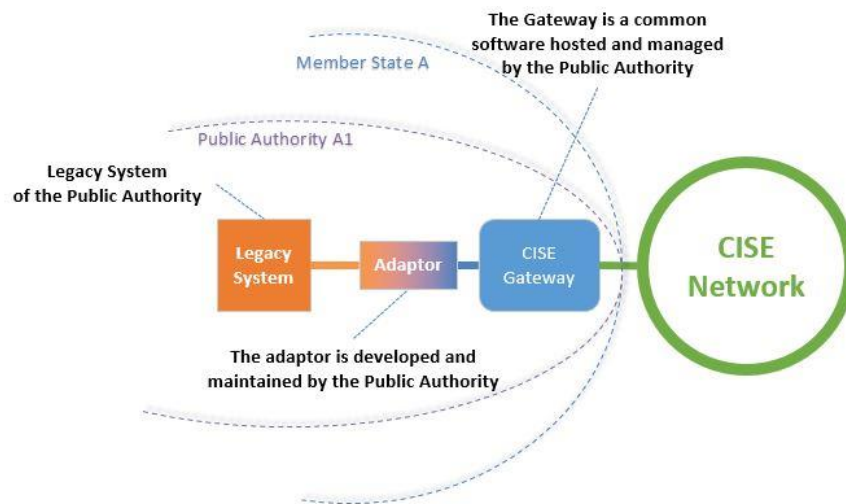 The Gateway is a common
software hosted and managed
by the Public Authority
Member State A
Public Authority A1
Legacy System
of the Public Authority
Legacy
System
Adaptor
CISE
Gateway
CISE
Network
The adaptor is developed and
maintained by the Public Authority